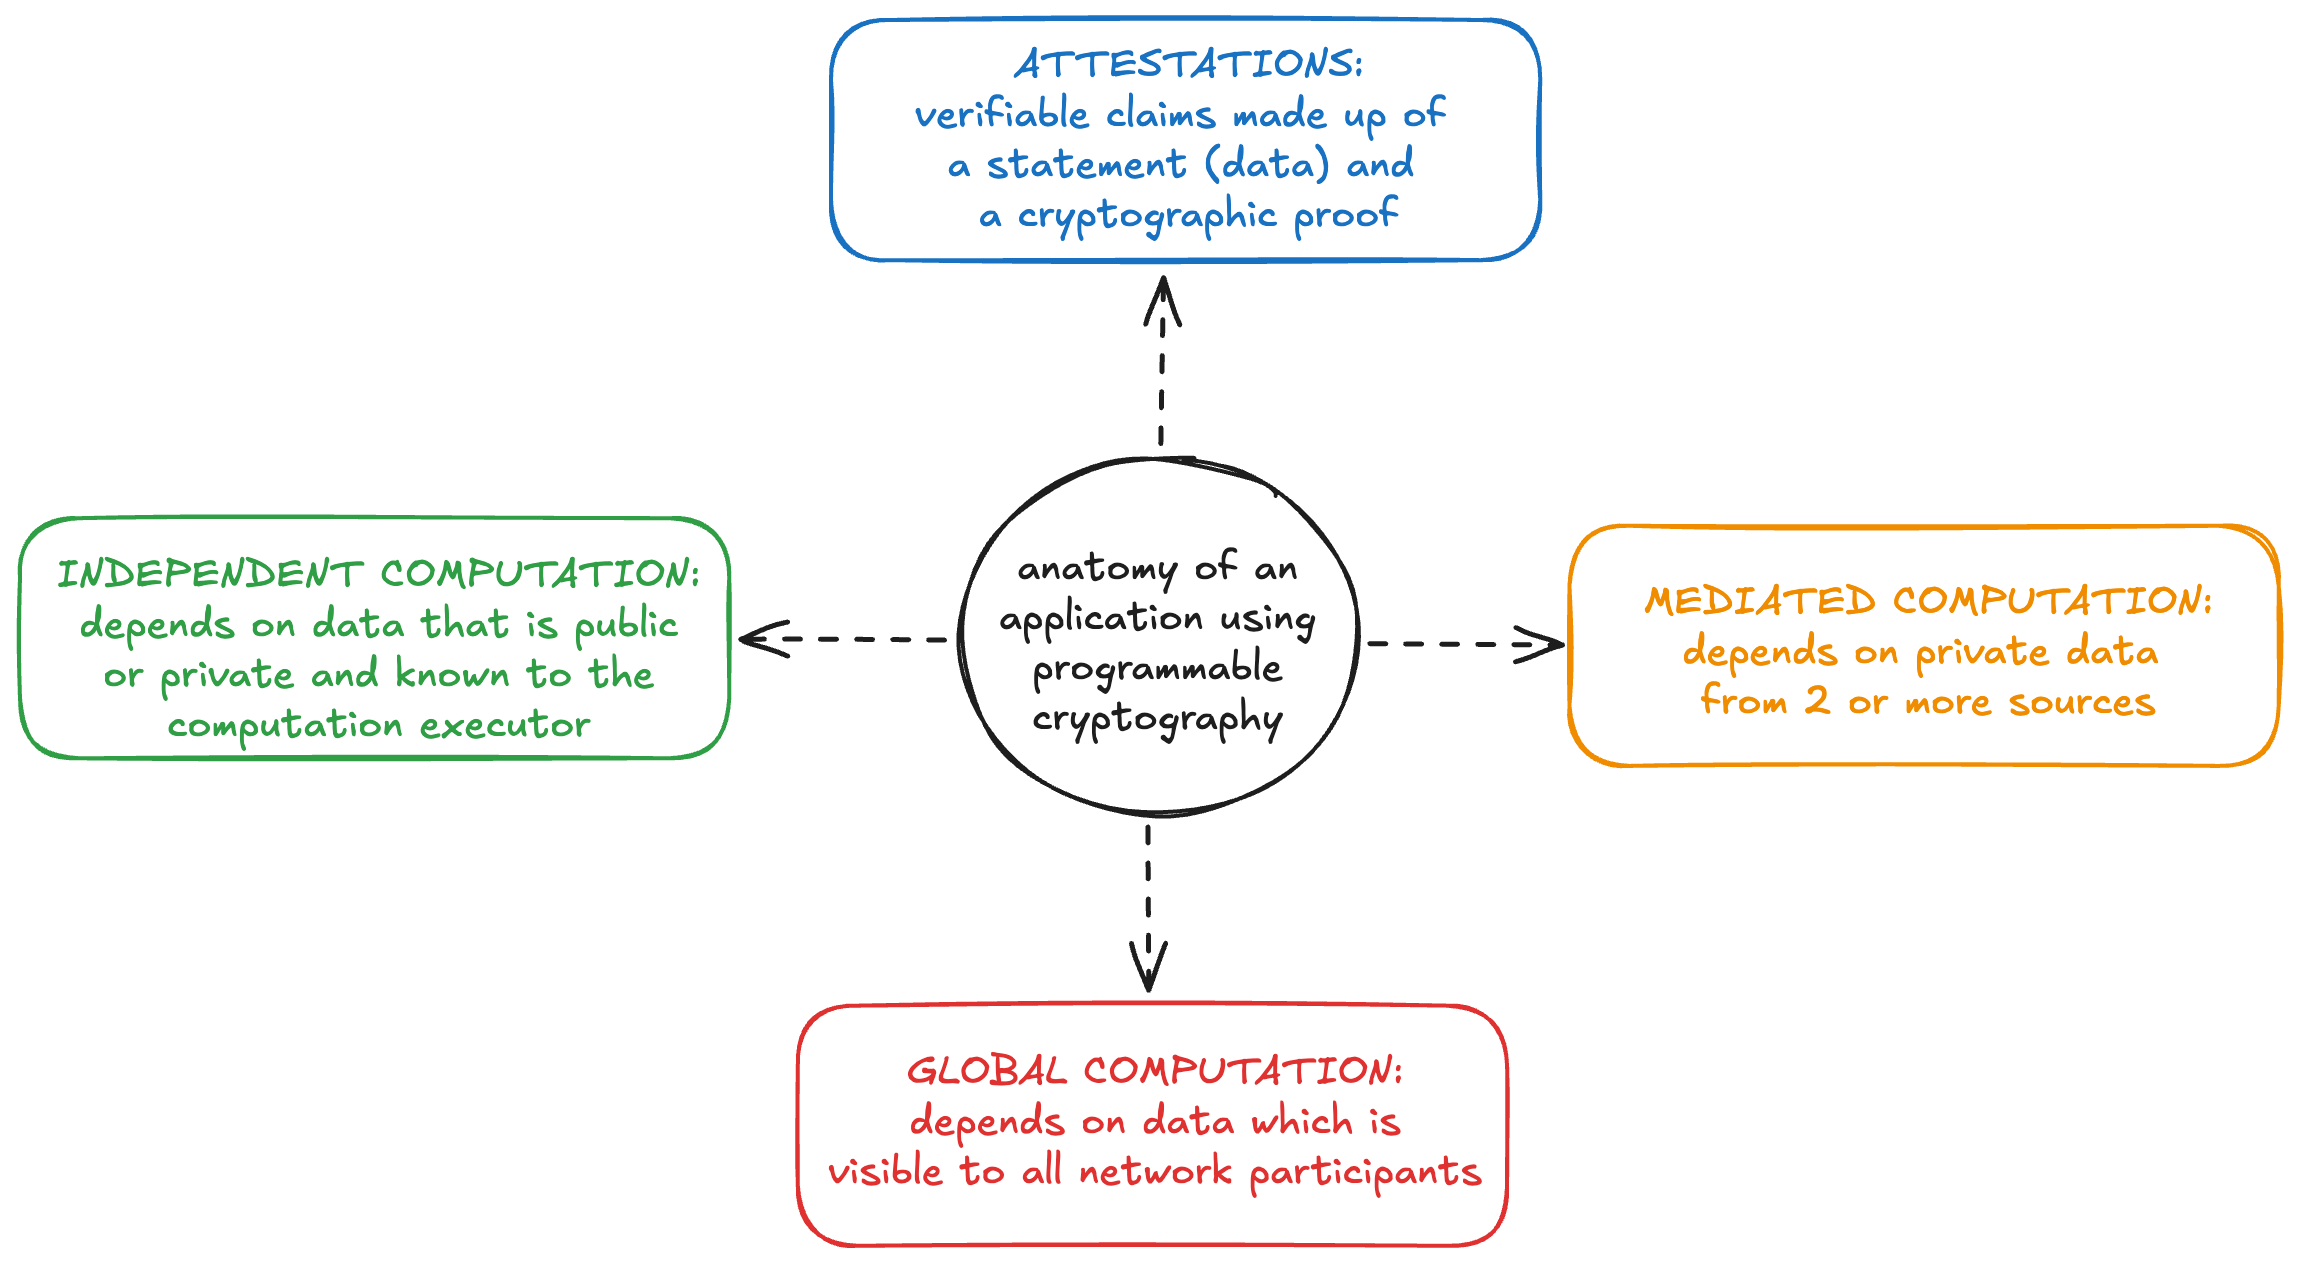 ATTESTATIONS:
verifiable claims made up of
a statement (data) and
a cryptographic proof
INDEPENDENT COMPUTATION:
depends on data that is public
or private and known to the
computation executor
anatomy of an
application using
programmable
cryptography
MEDIATED COMPUTATION:
depends on private data
from 2 or more sources
GLOBAL COMPUTATION:
depends on data which is
visible to all network participants